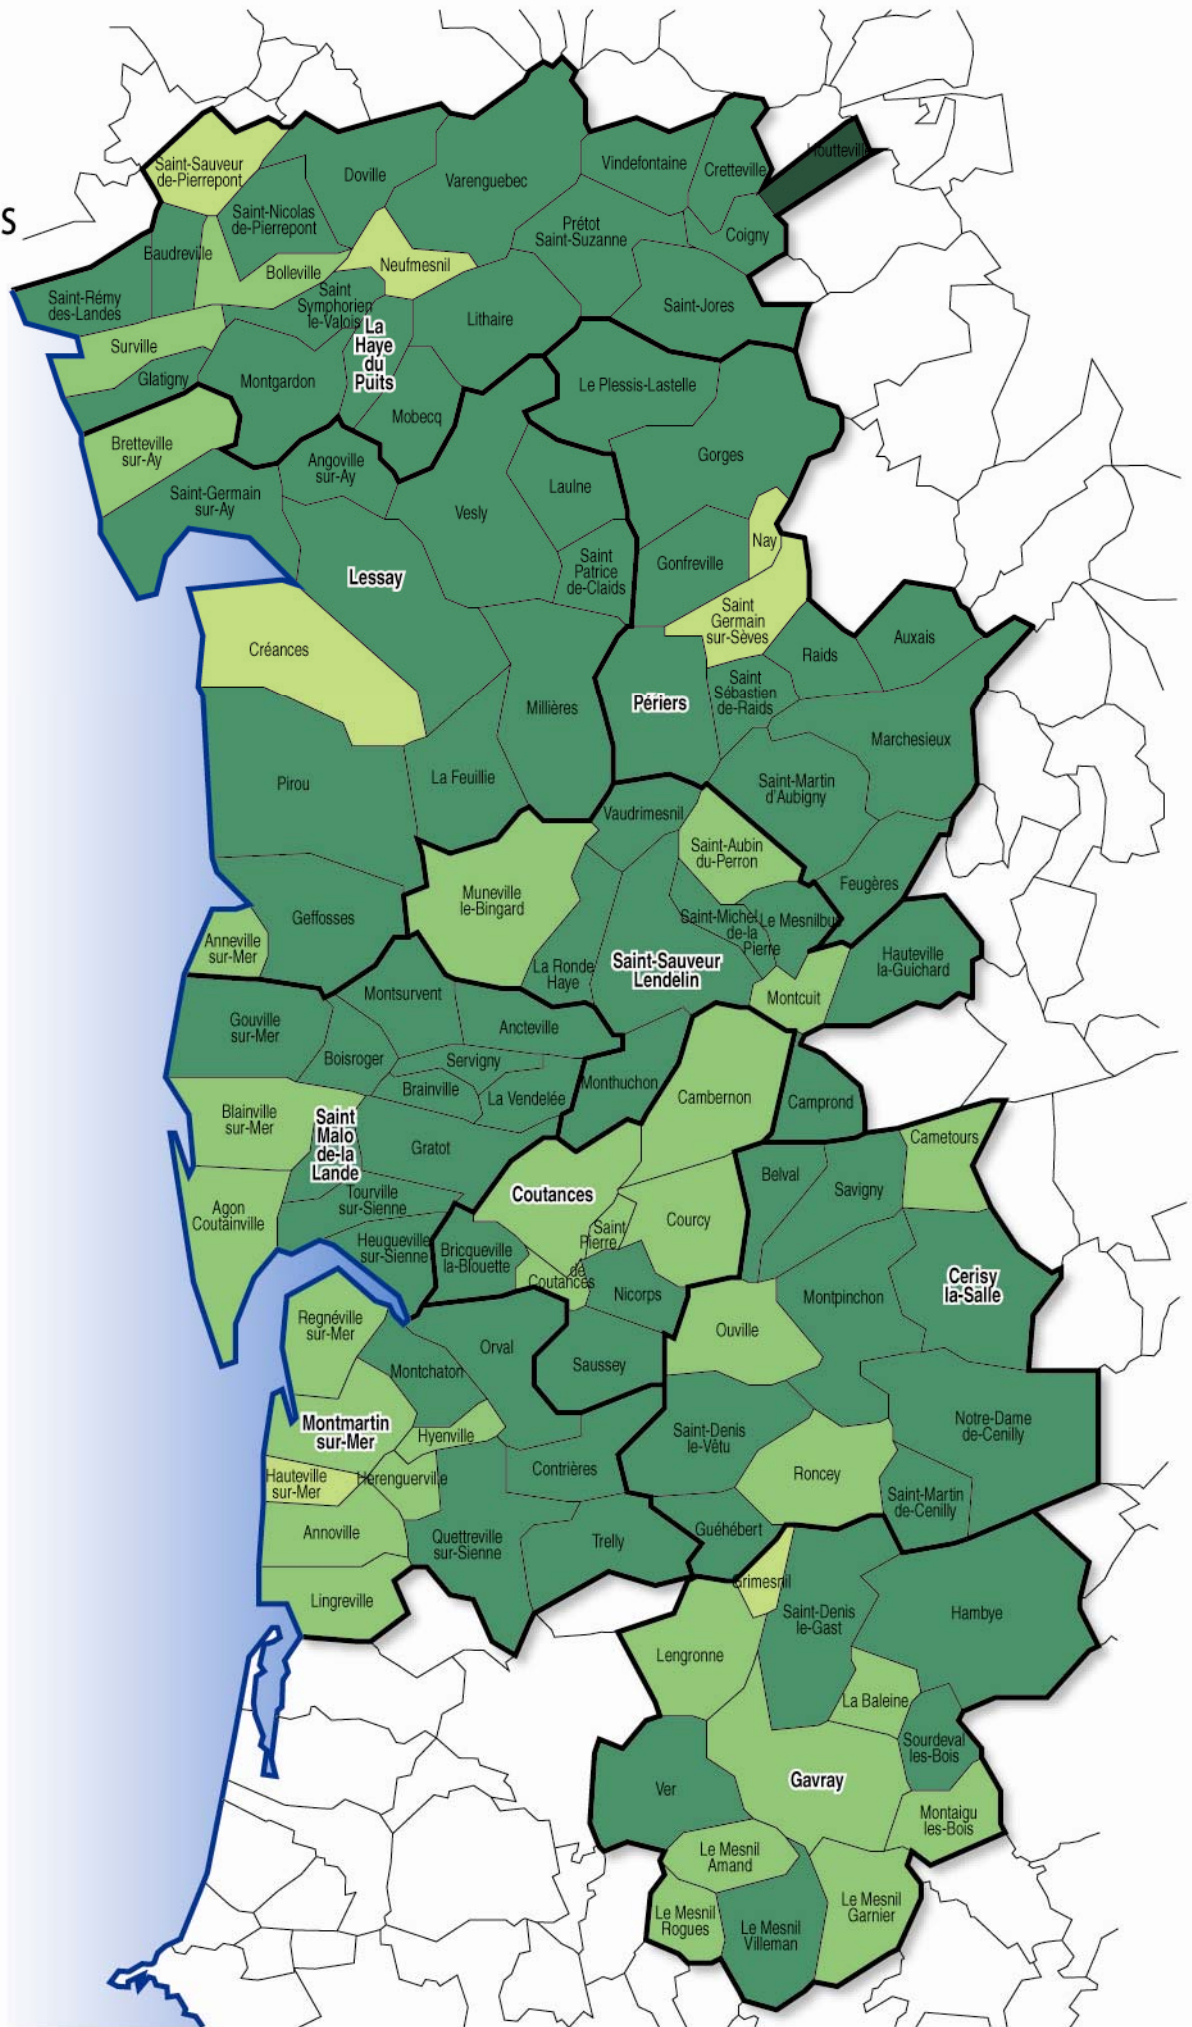 S
Houtteville
Saint-Sauveur
de-Pierrepont
Doville
Varenguebec
Vindefontaine
Cretteville
Saint-Nicolas
de-Pierrepont
Prétot
Saint-Suzanne
Coigny
Baudreville
Bolleville
Neufmesnil
Saint-Rémy
des-Landes
Saint
Symphorien
le-Valois
Lithaire
Saint-Jores
Surville
La
Haye
du
Puits
Glatigny
Montgardon
Le Plessis-Lastelle
Mobecq
Bretteville
sur-Ay
Angoville
sur-Ay
Gorges
Saint-Germain
sur-Ay
Laulne
Vesly
Nay
Lessay
Saint
Patrice
de-Claids
Gonfreville
Saint
Germain
sur-Sèves
Créances
Raids
Auxais
Millières
Périers
Saint
Sébastien
de-Raids
Marchesieux
Pirou
La Feuillie
Saint-Martin
d'Aubigny
Vaudrimesnil
Saint-Aubin
du-Perron
Muneville
le-Bingard
Feugères
Geffosses
Saint-Michel
de-la
Pierre
Le Mesnilbus
Anneville
sur-Mer
La Ronde
Haye
Saint-Sauveur
Lendelin
Hauteville
la-Guichard
Montsurvent
Montcuit
Gouville
sur-Mer
Ancteville
Boisroger
Servigny
Brainville
La Vendelée
Monthuchon
Cambernon
Camprond
Blainville
sur-Mer
Saint
Malo
de-la
Lande
Gratot
Cametours
Belval
Savigny
Coutances
Tourville
sur-Sienne
Agon
Coutainville
Courcy
Saint
Pierre
de
Coutances
Heugueville
sur-Sienne
Bricqueville
la-Blouette
Nicorps
Cerisy
la-Salle
Montpinchon
Regnéville
sur-Mer
Ouville
Orval
Saussey
Montchaton
Montmartin
sur-Mer
Hyenville
Saint-Denis
le-Vêtu
Notre-Dame
de-Cenilly
Hauteville
sur-Mer
Hérenguerville
Contrières
Roncey
Saint-Martin
de-Cenilly
Annoville
Quettreville
sur-Sienne
Trelly
Guéhébert
Grimesnil
Lingreville
Saint-Denis
le-Gast
Hambye
Lengronne
La Baleine
Sourdeval
les-Bois
Ver
Gavray
Montaigu
les-Bois
Le Mesnil
Amand
Le Mesnil
Rogues
Le Mesnil
Villeman
Le Mesnil
Garnier